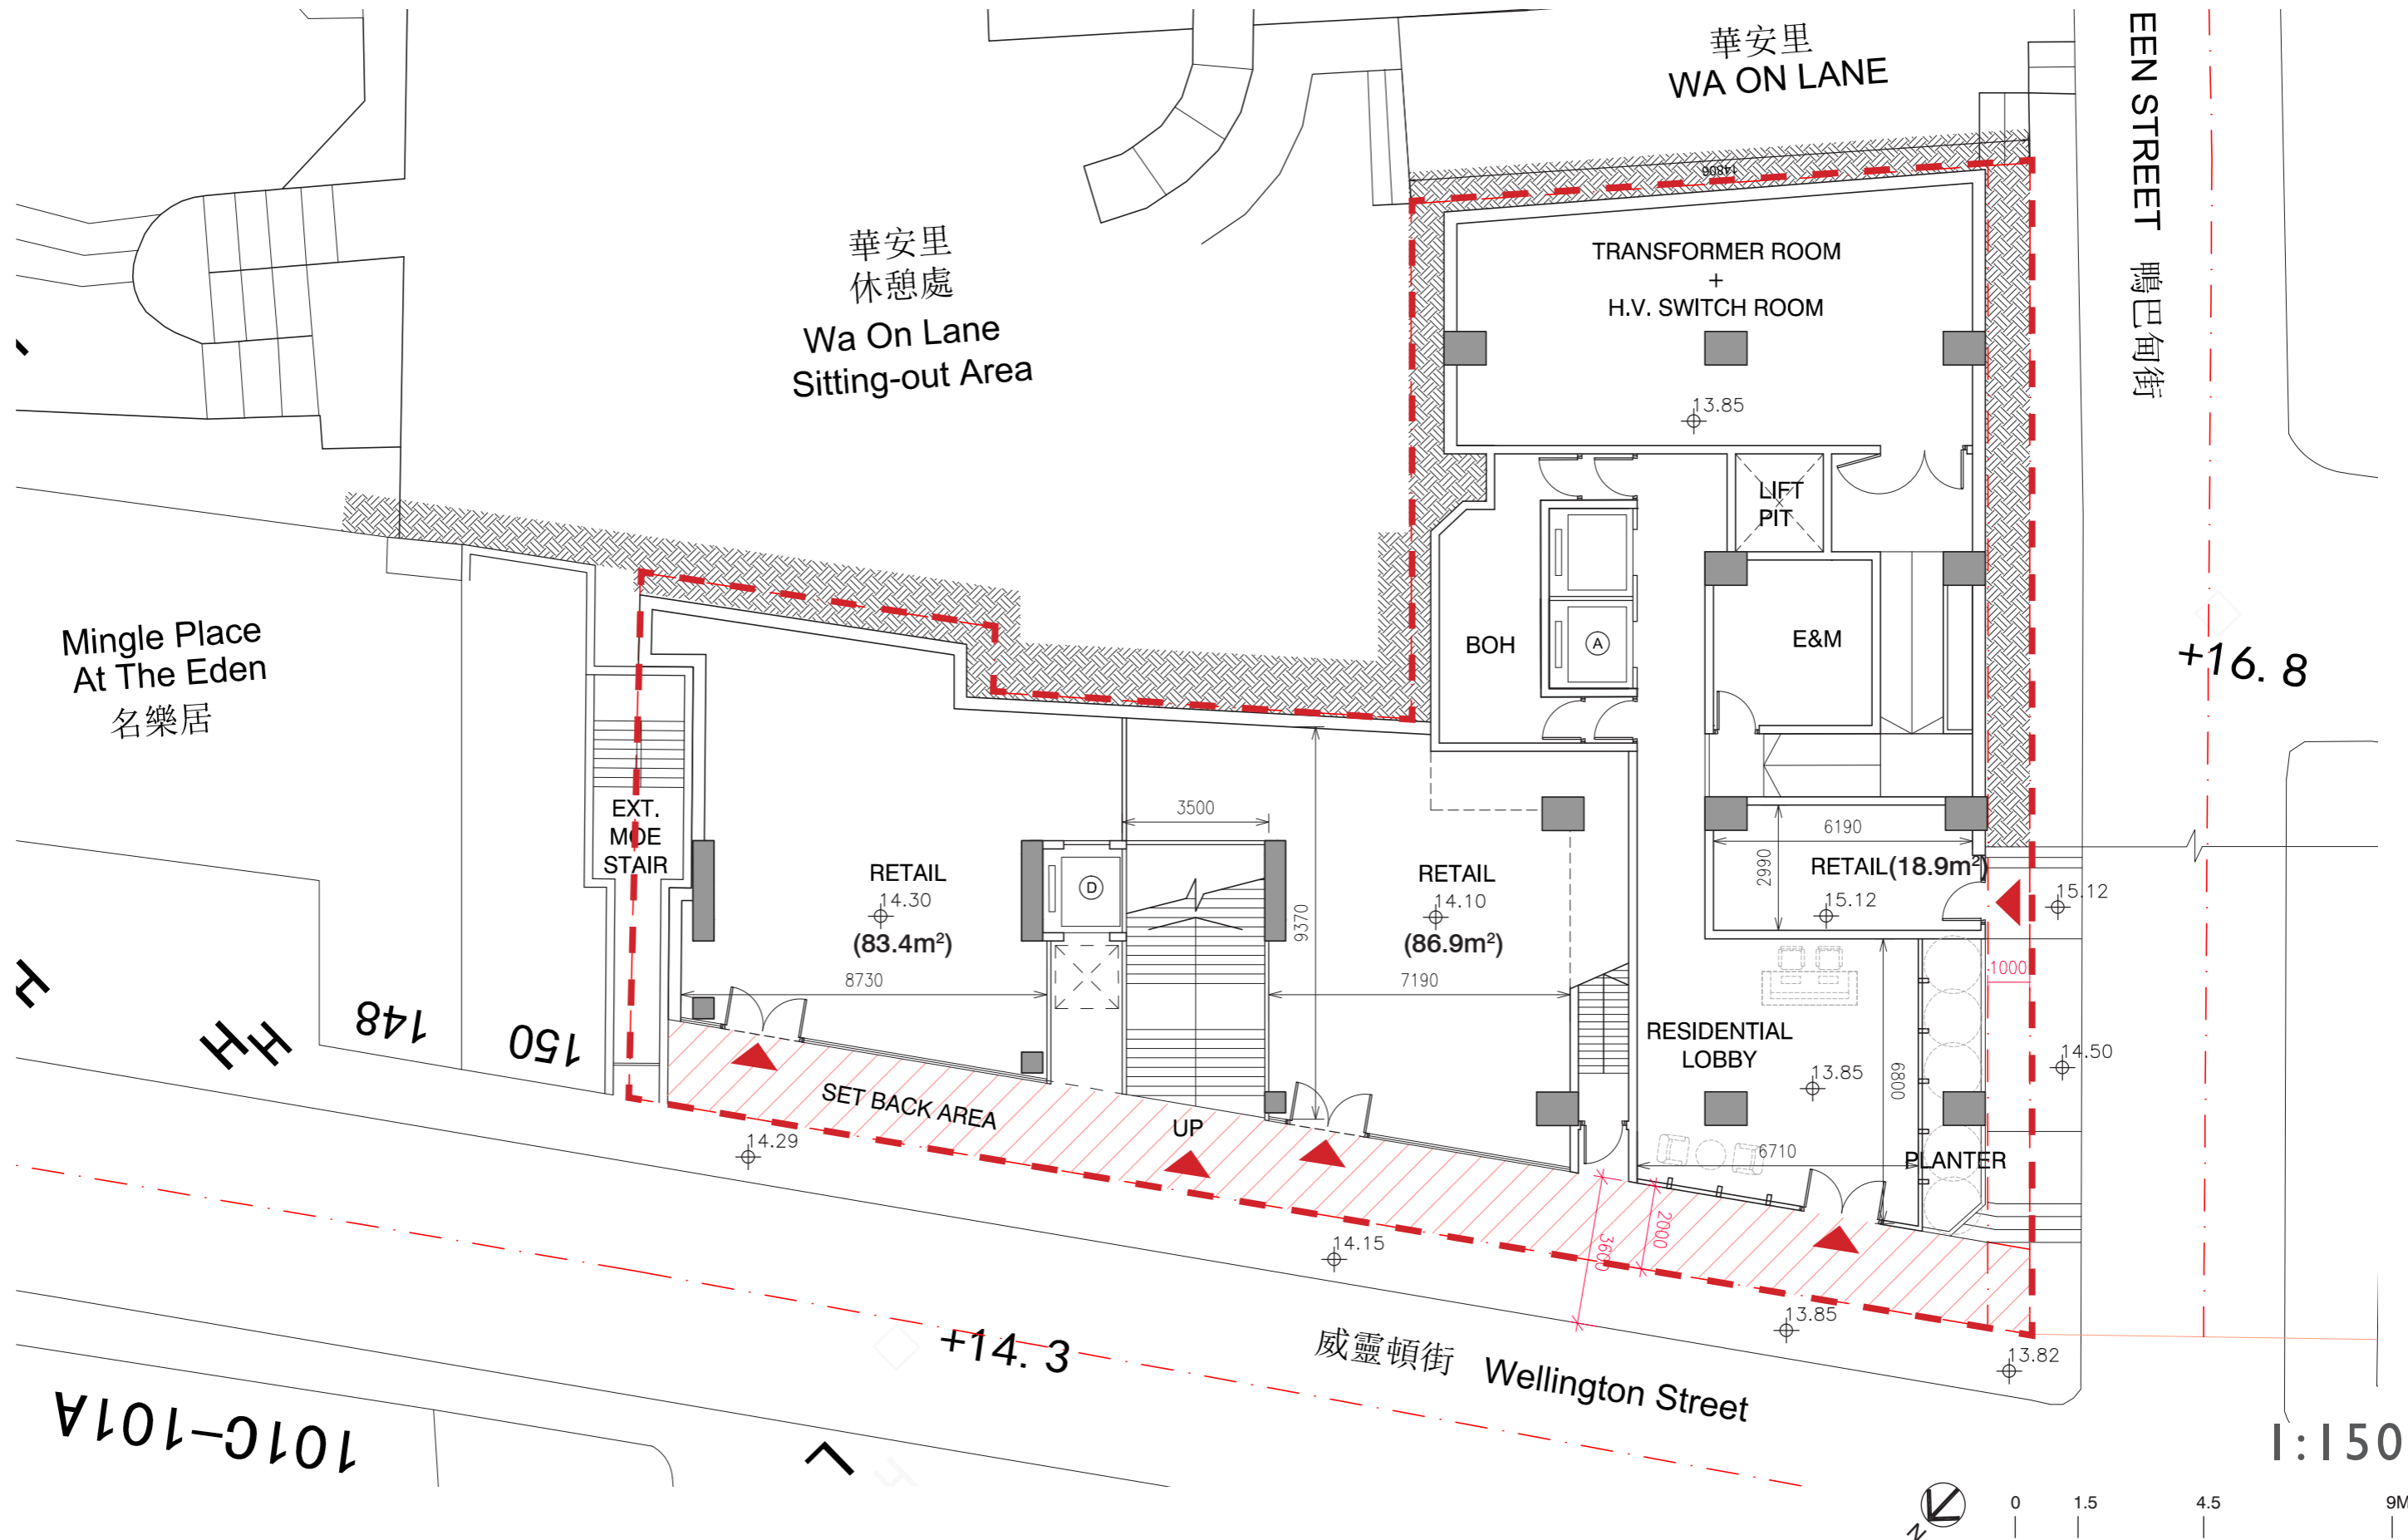 華安里
WA ON LANE
EEN STREET 鴨巴甸街
14806
華安里
休憩處
Wa On Lane
Sitting-out Area
TRANSFORMER ROOM
+
H.V. SWITCH ROOM
13.85
LIFT
PIT
BOH
A
E&M
+16. 8
Mingle Place
At The Eden
名樂居
EXT.
MOE
STAIR
3500
6190
2990
RETAIL
14.30
(83.4m²)
8730
D
9370
RETAIL
14.10
(86.9m²)
7190
RETAIL(18.9m²)
15.12
15.12
1000
RESIDENTIAL
LOBBY
13.85
6800
14.50
148
150
H
H
H
SET BACK AREA
UP
14.29
6710
PLANTER
2000
3600
14.15
13.85
13.82
+14. 3
威靈頓街 Wellington Street
101C-101A
1:150
N
0 1.5 4.5 9M